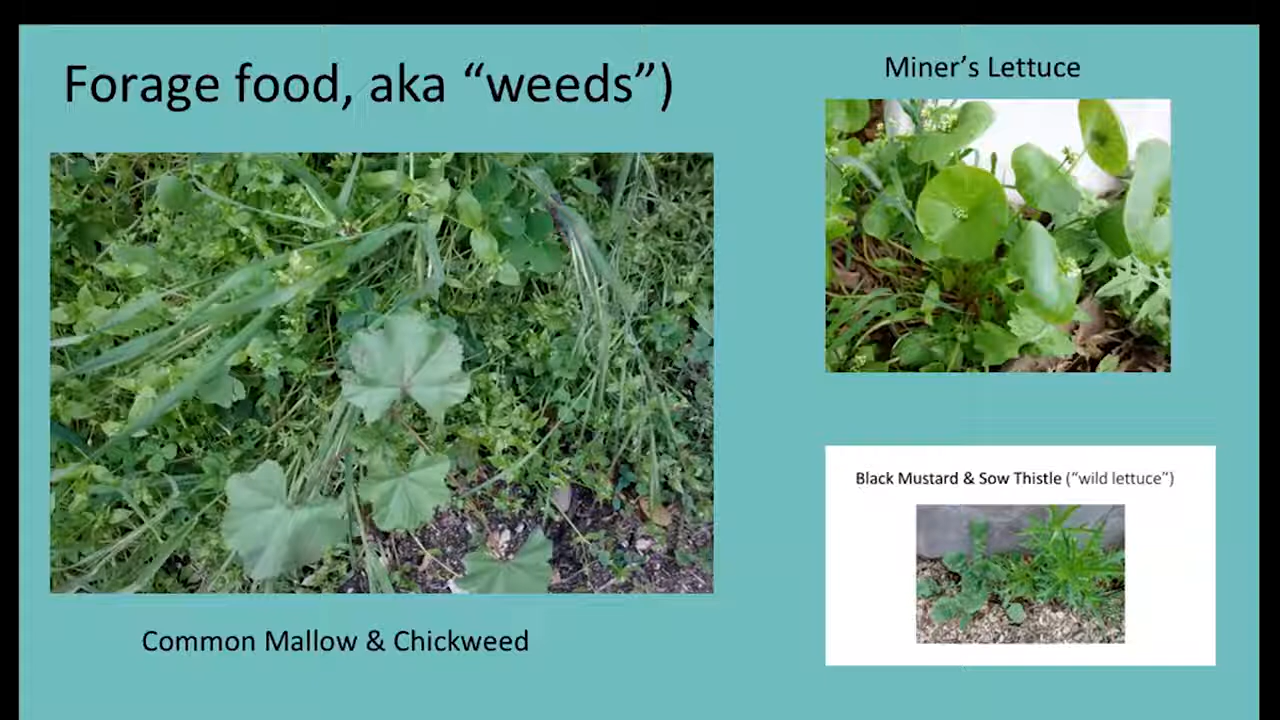 Forage food, aka “weeds”)
Miner’s Lettuce
Black Mustard & Sow Thistle (“wild lettuce”)
Common Mallow & Chickweed